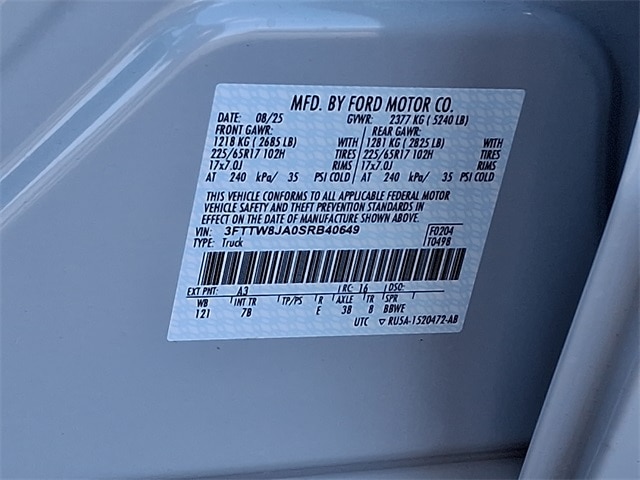 MFD. BY FORD MOTOR CO.
DATE: 08/25 GVWR: 2377 KG ( 5240 LB)
FRONT GAWR: REAR GAWR:
1218 KG ( 2685 LB) WITH 1281 KG ( 2825 LB) WITH
225/65R17 102H TIRES 225/65R17 102H TIRES
17x7.0J RIMS 17x7.0J RIMS
AT 240 kPa/ 35 PSI COLD AT 240 kPa/ 35 PSI COLD
THIS VEHICLE CONFORMS TO ALL APPLICABLE FEDERAL MOTOR
VEHICLE SAFETY AND THEFT PREVENTION STANDARDS IN
EFFECT ON THE DATE OF MANUFACTURE SHOWN ABOVE.
VIN: 3FTTW8JA0SRB40649 F0204
TYPE: Truck T0498
EXT PNT: A3 RC: 16 DSO:
WB INT TR TP/PS R AXLE TR SPR
121 7B E 38 8 BBWE
UTC ▽ RU5A-1520472-AB